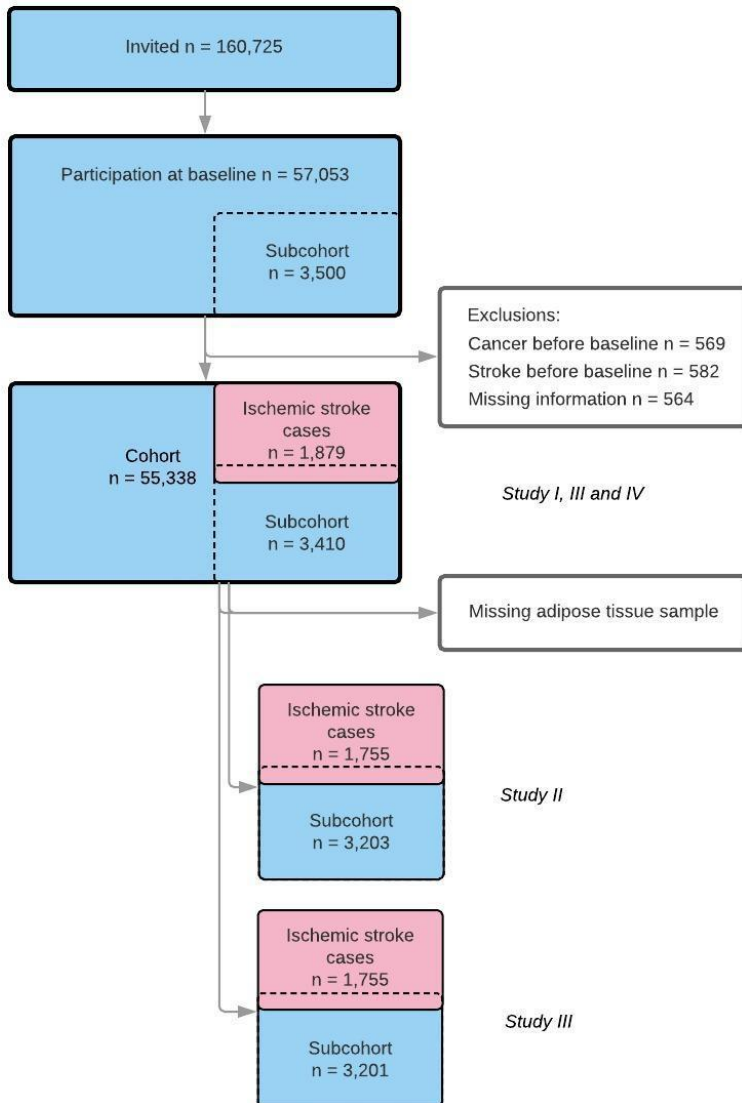 Invited n = 160,725
Participation at baseline n = 57,053
Subcohort
n = 3,500
Exclusions:
Cancer before baseline n = 569
Stroke before baseline n = 582
Missing information n = 564
Ischemic stroke
cases
n = 1,879
Cohort
n = 55,338
Subcohort
n = 3,410
Study I, III and IV
Missing adipose tissue sample
Ischemic stroke
cases
n = 1,755
Subcohort
n = 3,203
Study II
Ischemic stroke
cases
n = 1,755
Subcohort
n = 3,201
Study III